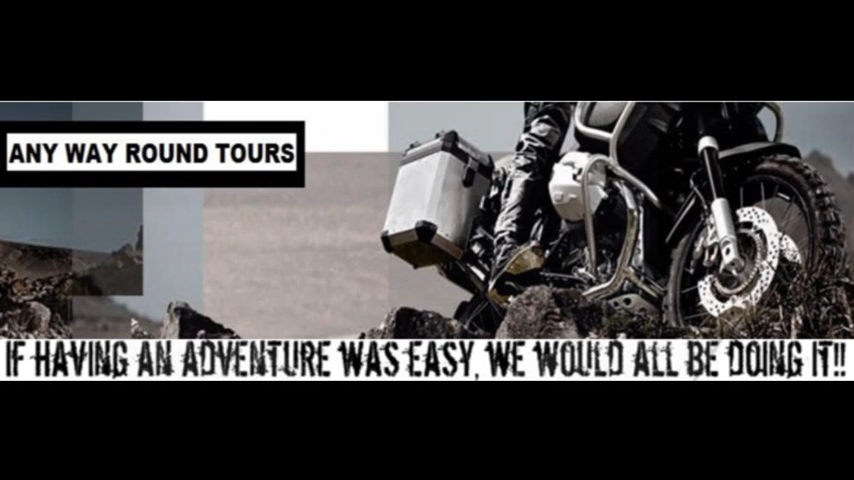 ANY WAY ROUND TOURS
IF HAVING AN ADVENTURE WAS EASY, WE WOULD ALL BE DOING IT!!